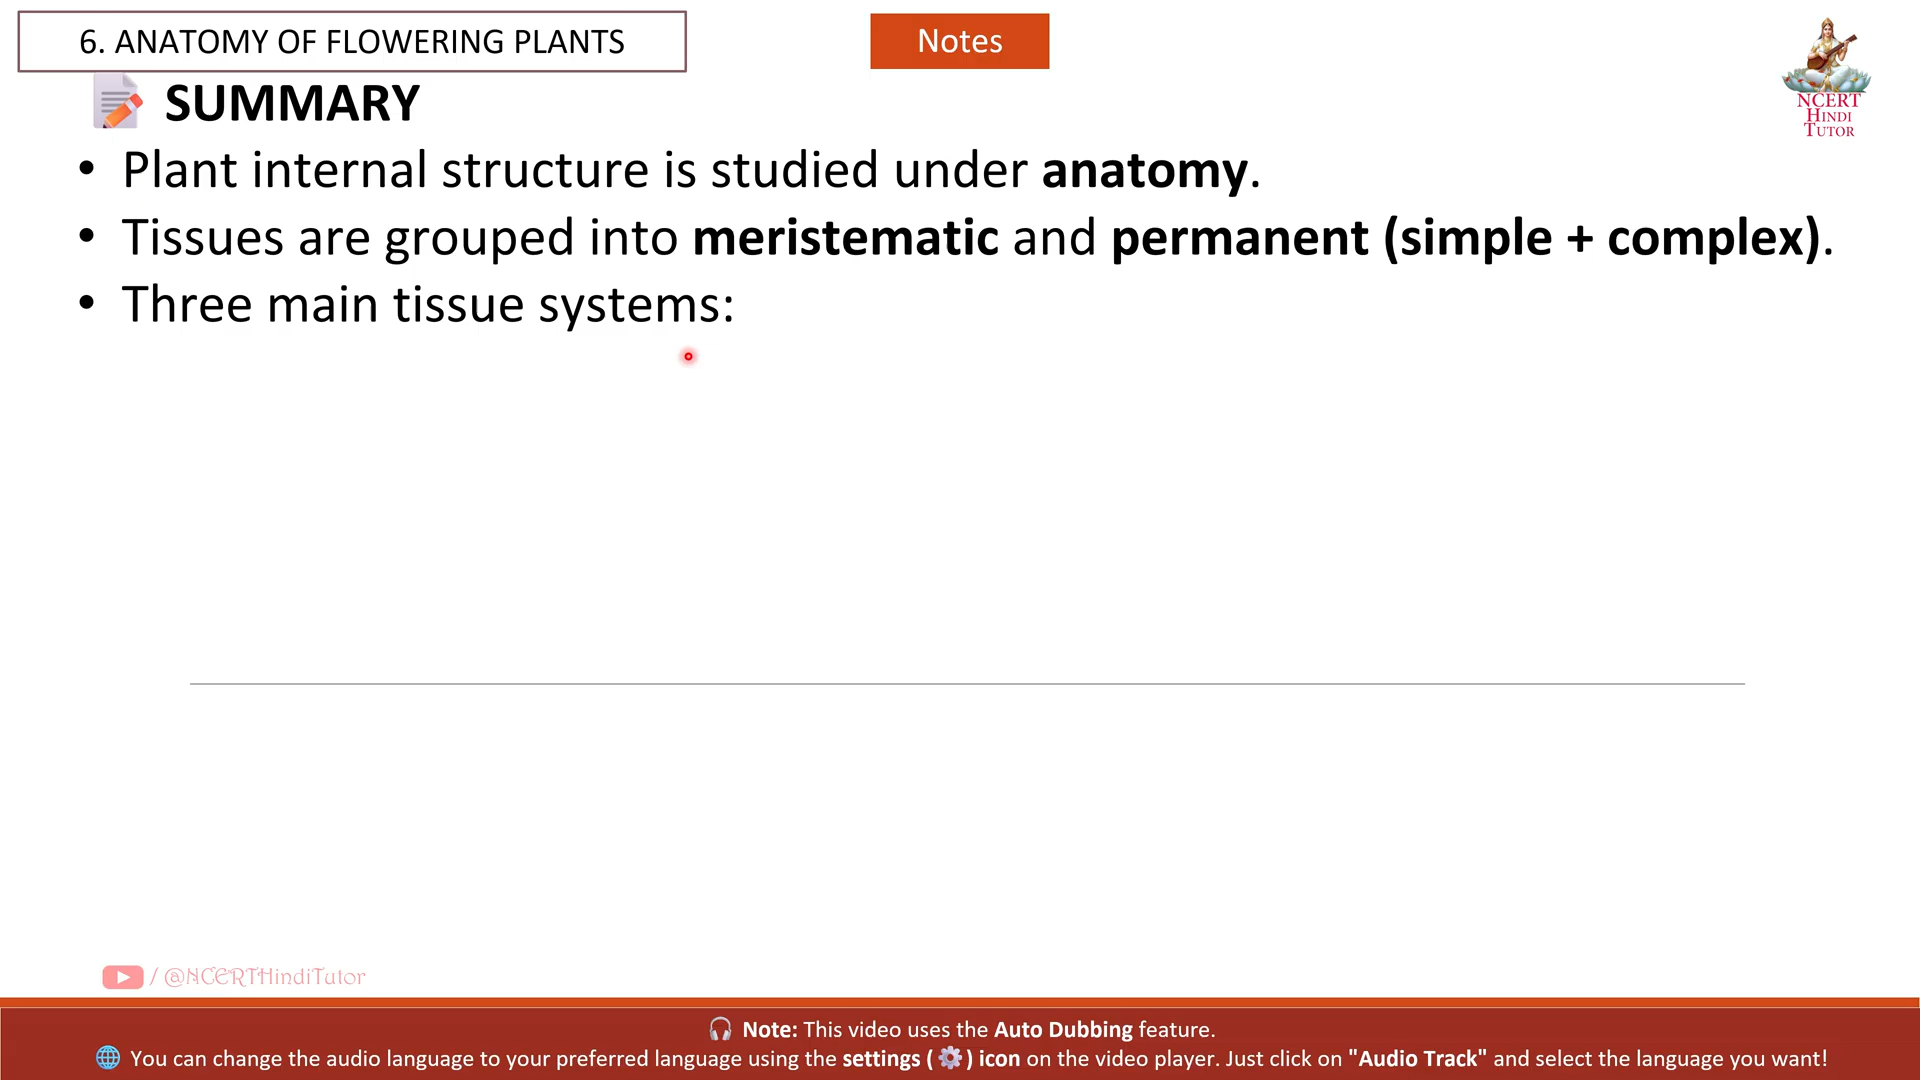 6. ANATOMY OF FLOWERING PLANTS
Notes
NCERT
HINDI
TUTOR
SUMMARY
• Plant internal structure is studied under anatomy.
• Tissues are grouped into meristematic and permanent (simple + complex).
• Three main tissue systems:
/ @NCERTHindiTutor
Note: This video uses the Auto Dubbing feature.
You can change the audio language to your preferred language using the settings ( ) icon on the video player. Just click on "Audio Track" and select the language you want!